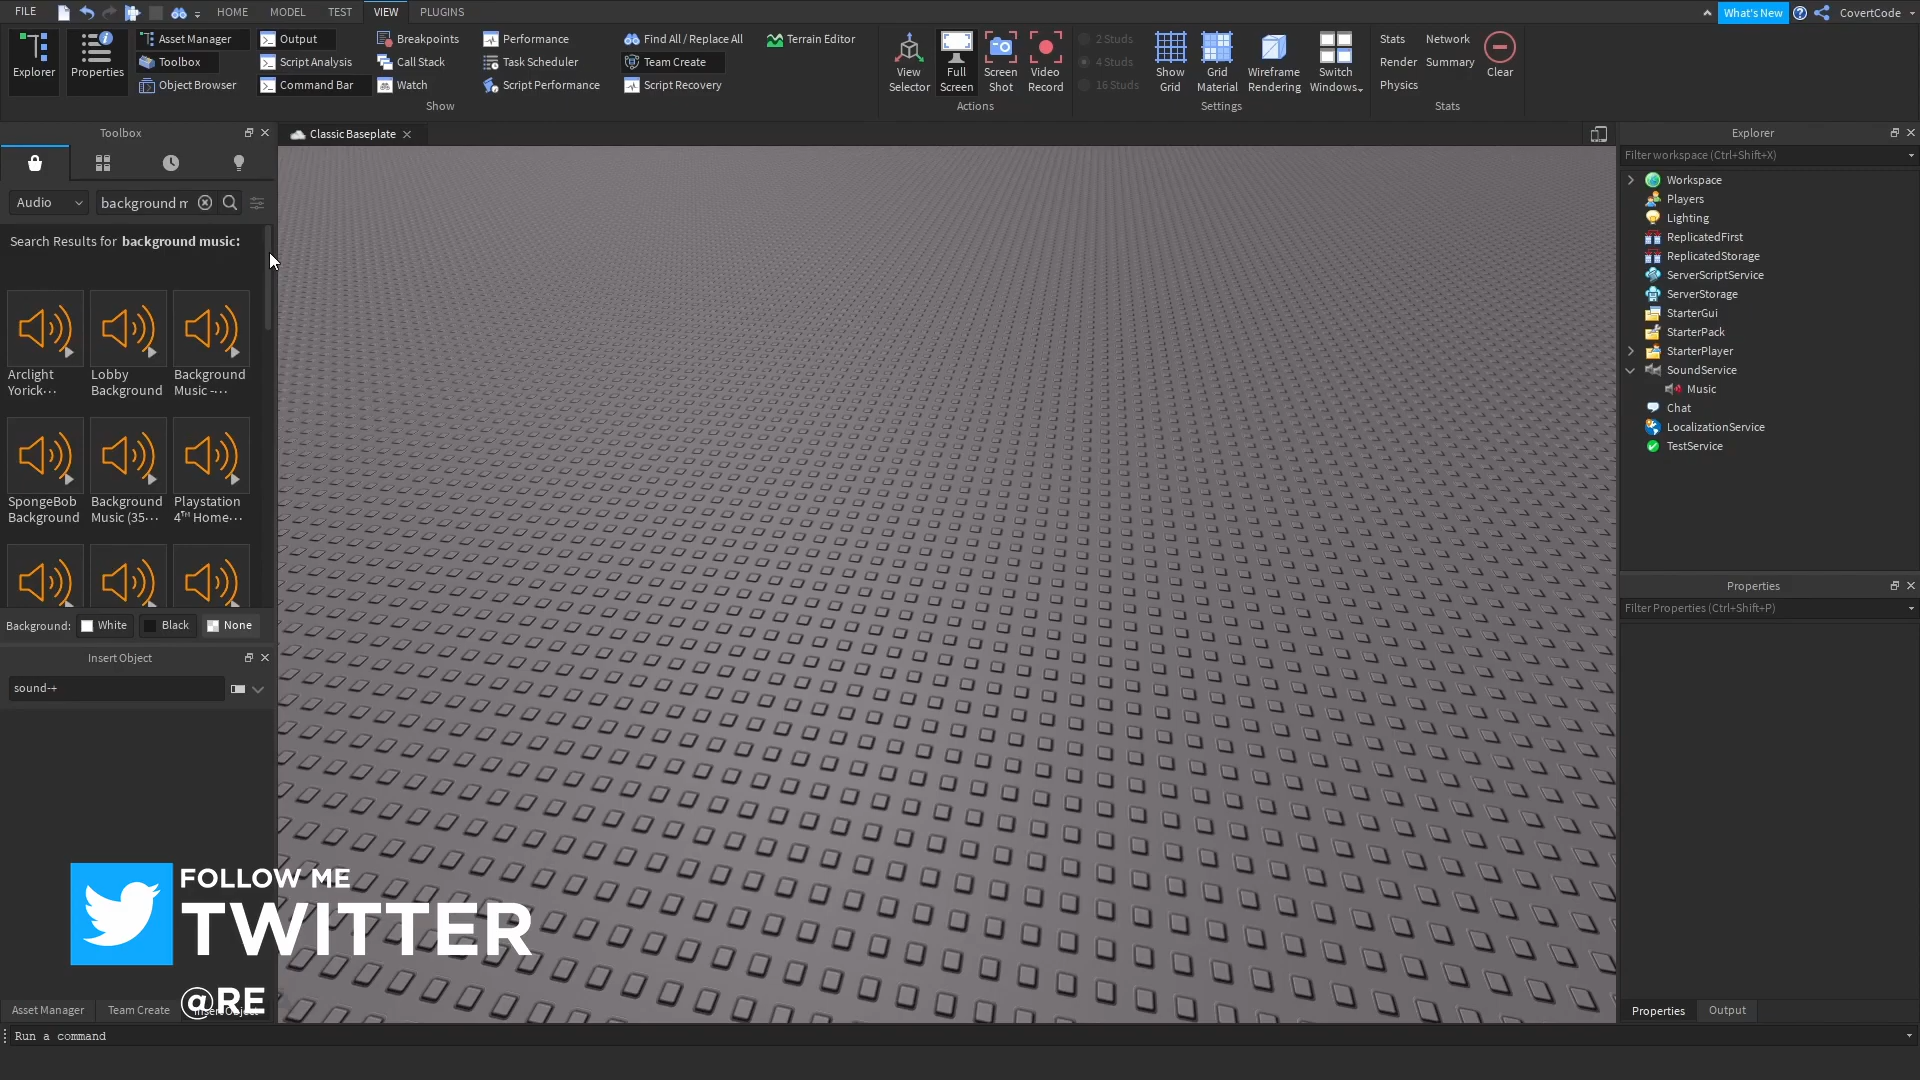 FILE
HOME
MODEL
TEST
VIEW
PLUGINS
What's New
CovertCode
Explorer
Properties
Asset Manager
Toolbox
Object Browser
Output
Script Analysis
Command Bar
Breakpoints
Call Stack
Watch
Performance
Task Scheduler
Script Performance
Find All / Replace All
Team Create
Script Recovery
Terrain Editor
Show
View
Selector
Full
Screen
Screen
Shot
Video
Record
Actions
2 Studs
4 Studs
16 Studs
Show
Grid
Grid
Material
Wireframe
Rendering
Switch
Windows
Settings
Stats
Network
Render
Summary
Physics
Clear
Stats
Toolbox
Audio
background m
Search Results for background music:
Arclight
Yorick...
Lobby
Background
Background
Music -...
SpongeBob
Background
Background
Music (35...
Playstation
4™ Home...
Background:
White
Black
None
Insert Object
sound-+
FOLLOW ME
TWITTER
@RE
Asset Manager
Team Create
Insert Object
Run a command
Classic Baseplate
Explorer
Filter workspace (Ctrl+Shift+X)
Workspace
Players
Lighting
ReplicatedFirst
ReplicatedStorage
ServerScriptService
ServerStorage
StarterGui
StarterPack
StarterPlayer
SoundService
Music
Chat
LocalizationService
TestService
Properties
Filter Properties (Ctrl+Shift+P)
Properties
Output